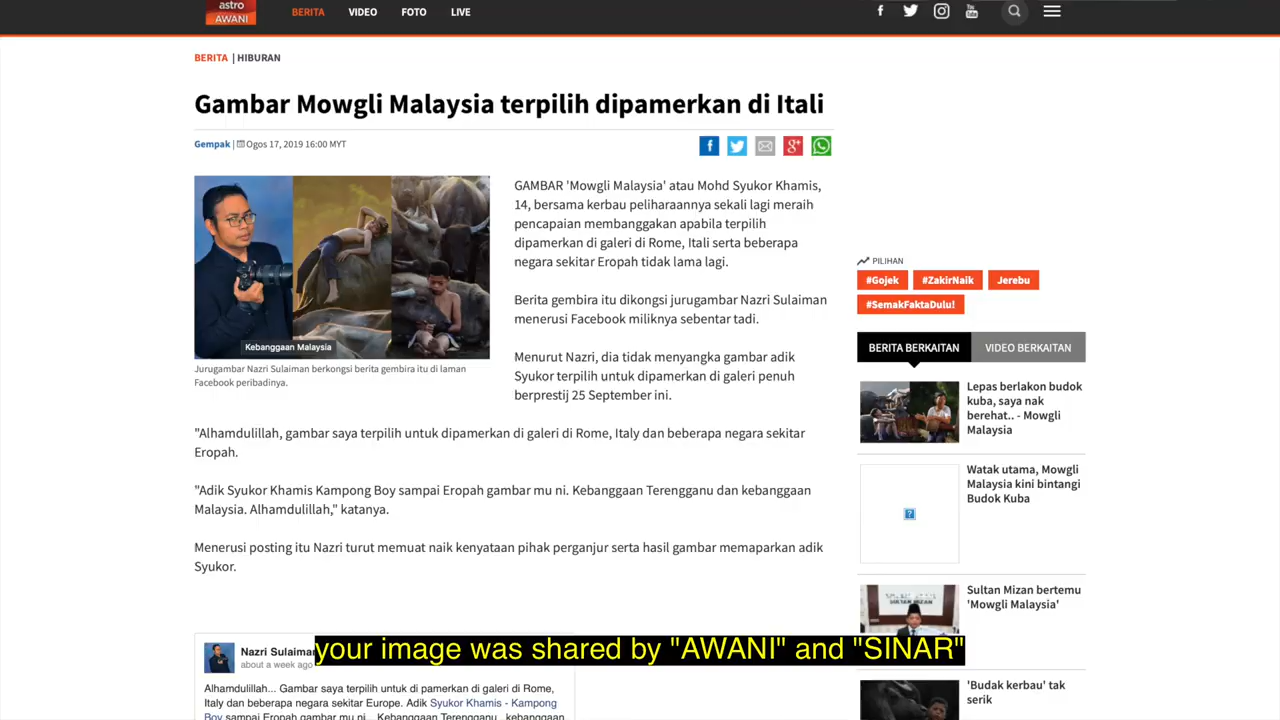 astro
AWANI
BERITA VIDEO FOTO LIVE
BERITA | HIBURAN
Gambar Mowgli Malaysia terpilih dipamerkan di Itali
Gempak | Ogos 17, 2019 16:00 MYT
GAMBAR 'Mowgli Malaysia' atau Mohd Syukor Khamis,
14, bersama kerbau peliharaannya sekali lagi meraih
pencapaian membanggakan apabila terpilih
dipamerkan di galeri di Rome, Itali serta beberapa
negara sekitar Eropah tidak lama lagi.
Berita gembira itu dikongsi jurugambar Nazri Sulaiman
menerusi Facebook miliknya sebentar tadi.
Menurut Nazri, dia tidak menyangka gambar adik
Syukor terpilih untuk dipamerkan di galeri penuh
berprestij 25 September ini.
Kebanggaan Malaysia
Jurugambar Nazri Sulaiman berkongsi berita gembira itu di laman
Facebook peribadinya.
"Alhamdulillah, gambar saya terpilih untuk dipamerkan di galeri di Rome, Italy dan beberapa negara sekitar
Eropah.
"Adik Syukor Khamis Kampong Boy sampai Eropah gambar mu ni. Kebanggaan Terengganu dan kebanggaan
Malaysia. Alhamdulillah," katanya.
Menerusi posting itu Nazri turut memuat naik kenyataan pihak perganjur serta hasil gambar memaparkan adik
Syukor.
Nazri Sulaiman
about a week ago
Alhamdulillah... Gambar saya terpilih untuk di pamerkan di galeri di Rome,
Italy dan beberapa negara sekitar Europe. Adik Syukor Khamis - Kampong
Boy sampai Europe gambar mu ni... Kebanggaan Terengganu , kebanggaan
your image was shared by "AWANI" and "SINAR"
PILIHAN
#Gojek #ZakirNaik Jerebu
#SemakFaktaDulu!
BERITA BERKAITAN VIDEO BERKAITAN
Lepas berlakon budok
kuba, saya nak
berehat.. - Mowgli
Malaysia
Watak utama, Mowgli
Malaysia kini bintangi
Budok Kuba
Sultan Mizan bertemu
'Mowgli Malaysia'
'Budak kerbau' tak
serik